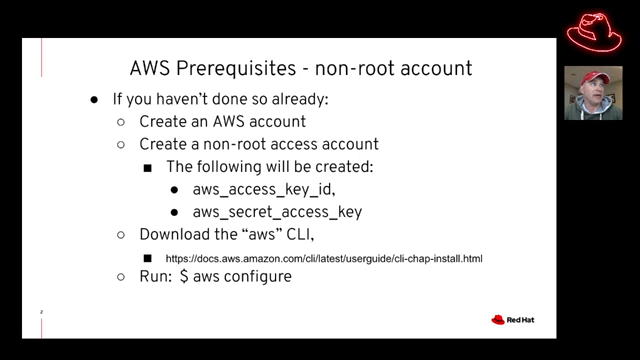 AWS Prerequisites - non-root account
● If you haven't done so already:
○ Create an AWS account
○ Create a non-root access account
■ The following will be created:
● aws_access_key_id,
● aws_secret_access_key
○ Download the “aws” CLI,
■ https://docs.aws.amazon.com/cli/latest/userguide/cli-chap-install.html
○ Run: $ aws configure
2
Red Hat